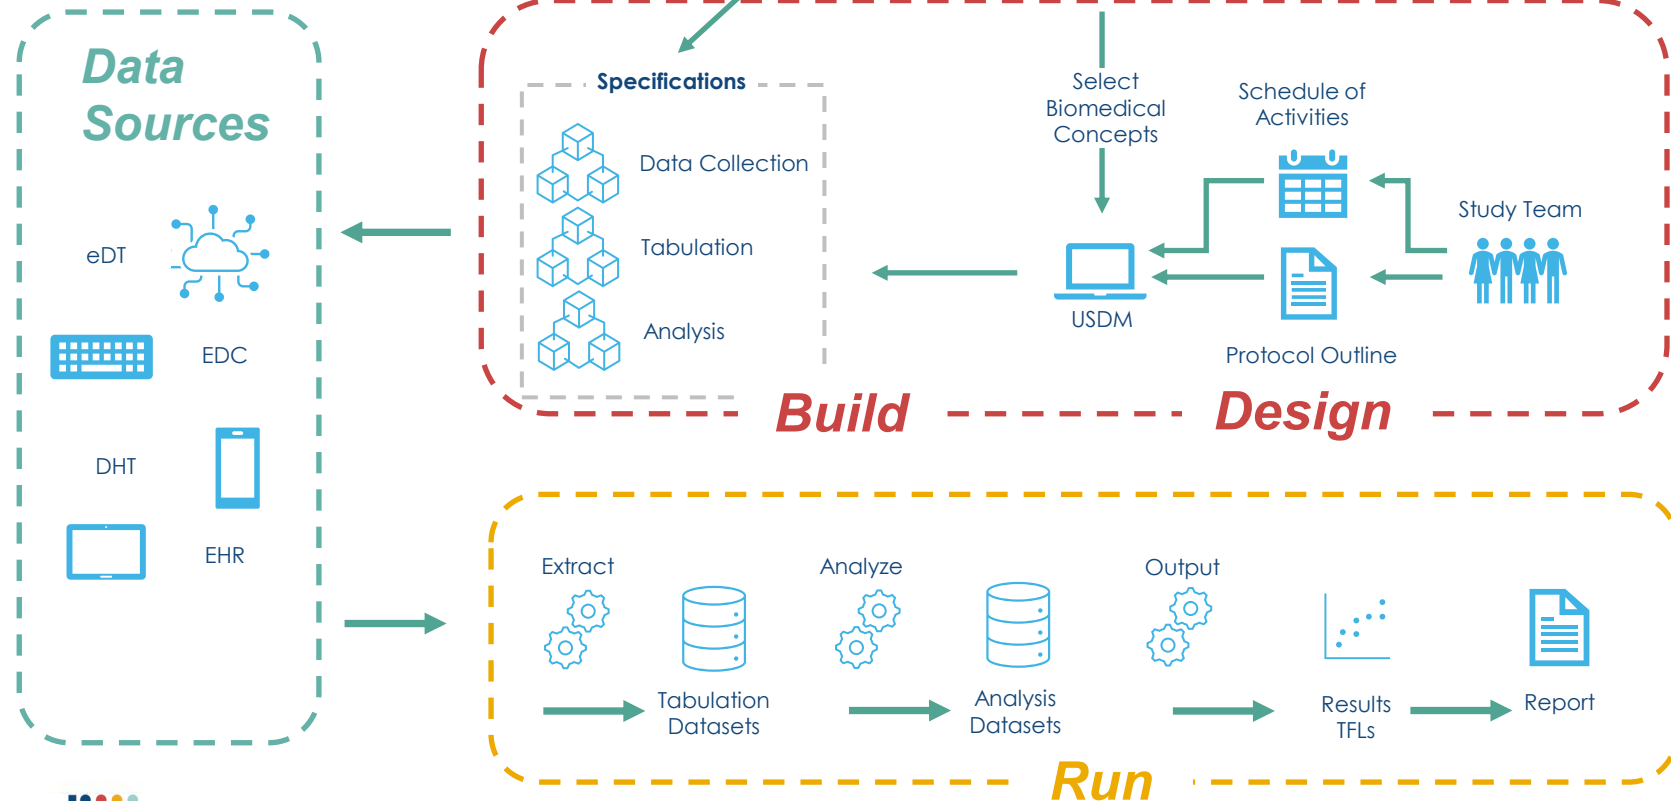 Data
Sources
eDT
EDC
DHT
EHR
Specifications
Data Collection
Tabulation
Analysis
Select
Biomedical
Concepts
USDM
Schedule of
Activities
Protocol Outline
Study Team
Build
Design
Extract
Tabulation
Datasets
Analyze
Analysis
Datasets
Output
Results
TFLs
Report
Run